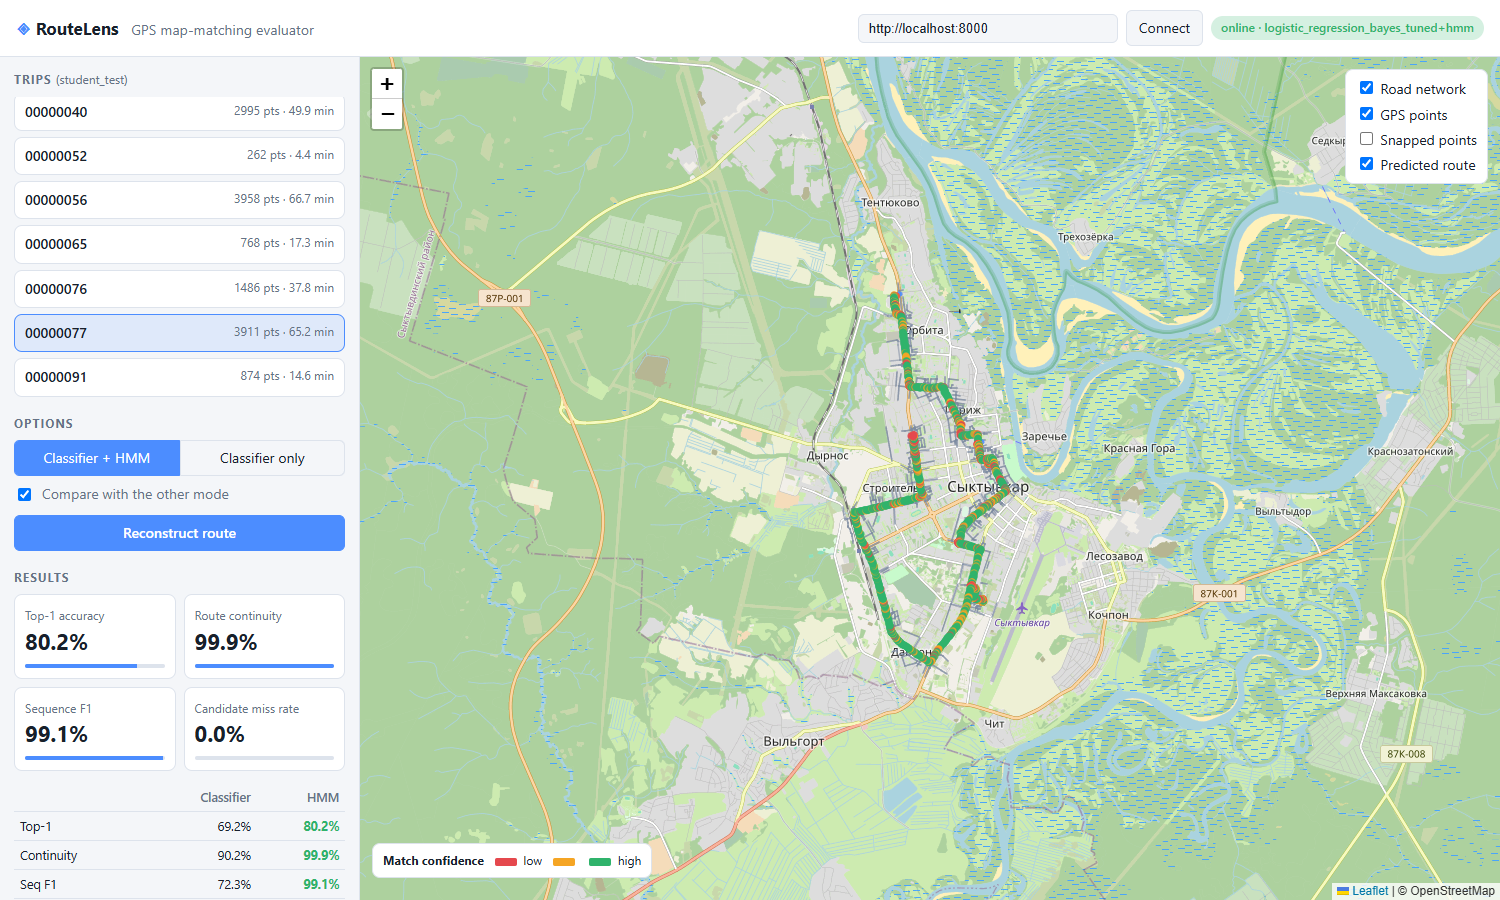 RouteLens GPS map-matching evaluator
http://localhost:8000
Connect
online · logistic_regression_bayes_tuned+hmm
TRIPS (student_test)
00000040 2995 pts · 49.9 min
00000052 262 pts · 4.4 min
00000056 3958 pts · 66.7 min
00000065 768 pts · 17.3 min
00000076 1486 pts · 37.8 min
00000077 3911 pts · 65.2 min
00000091 874 pts · 14.6 min
OPTIONS
Classifier + HMM Classifier only
Compare with the other mode
Reconstruct route
RESULTS
Top-1 accuracy
80.2%
Route continuity
99.9%
Sequence F1
99.1%
Candidate miss rate
0.0%
Classifier HMM
Top-1 69.2% 80.2%
Continuity 90.2% 99.9%
Seq F1 72.3% 99.1%
+
−
Road network
GPS points
Snapped points
Predicted route
Тентюково
Трехозёрка
Сыктывдинский район
87Р-001
Орбита
Заречье
Красная Гора
Краснозатонский
Дырнос
Строитель
Сыктывкар
Выльтыдор
Лесозавод
87К-001
Кочпон
Сыктывкар
Верхняя Максаковка
Чит
Выльгорт
87К-008
Match confidence low high
Leaflet | © OpenStreetMap